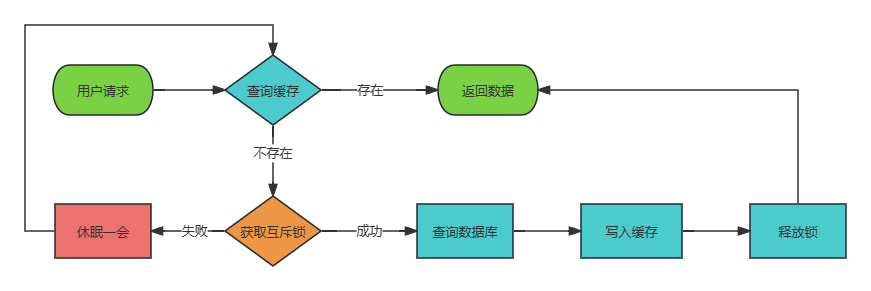 用户请求
查询缓存
存在
返回数据
不存在
休眠一会
失败
获取互斥锁
成功
查询数据库
写入缓存
释放锁